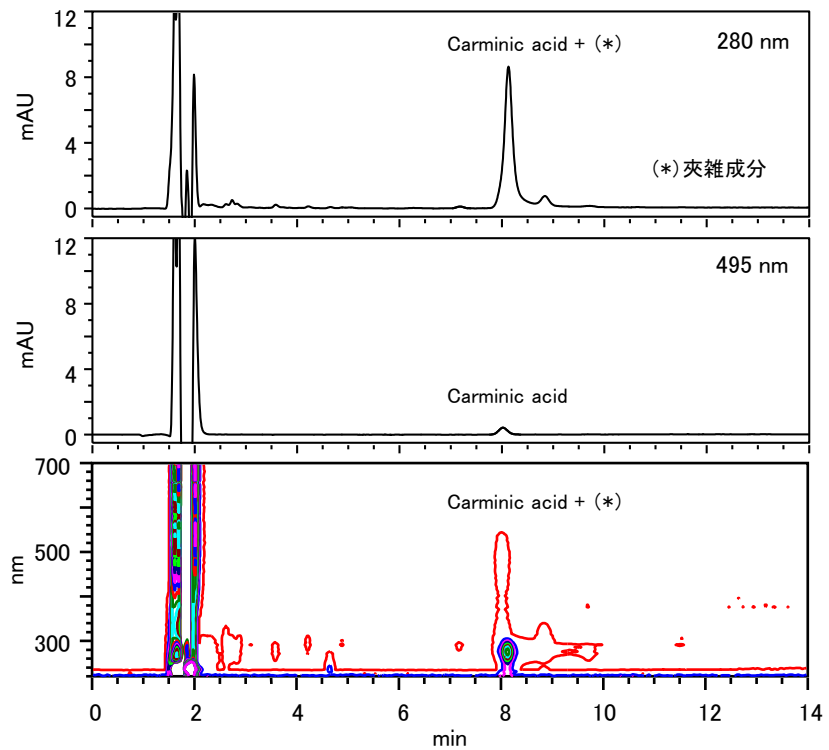 12
8
4
0
mAU
Carminic acid + (*)
280 nm
(*)夾雑成分
12
8
4
0
mAU
495 nm
Carminic acid
700
500
300
nm
Carminic acid + (*)
0 2 4 6 8 10 12 14
min